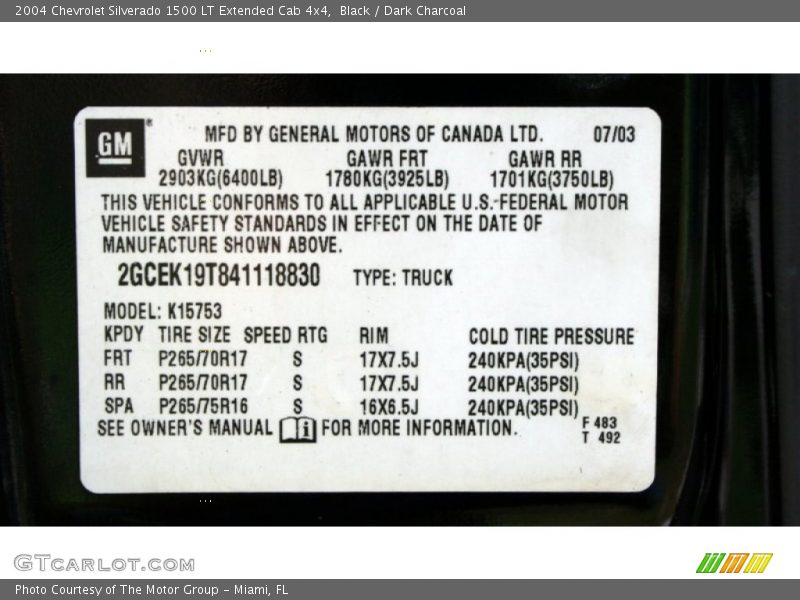 2004 Chevrolet Silverado 1500 LT Extended Cab 4x4,  Black / Dark Charcoal
...
GM ® MFD BY GENERAL MOTORS OF CANADA LTD. 07/03
GVWR GAWR FRT GAWR RR
2903KG(6400LB) 1780KG(3925LB) 1701KG(3750LB)
THIS VEHICLE CONFORMS TO ALL APPLICABLE U.S.-FEDERAL MOTOR
VEHICLE SAFETY STANDARDS IN EFFECT ON THE DATE OF
MANUFACTURE SHOWN ABOVE.
2GCEK19T841118830 TYPE: TRUCK
MODEL: K15753
KPDY TIRE SIZE SPEED RTG RIM COLD TIRE PRESSURE
FRT P265/70R17 S 17X7.5J 240KPA(35PSI)
RR P265/70R17 S 17X7.5J 240KPA(35PSI)
SPA P265/75R16 S 16X6.5J 240KPA(35PSI)
SEE OWNER'S MANUAL i FOR MORE INFORMATION.
F 483
T 492
...
GTCARLOT.COM
Photo Courtesy of The Motor Group - Miami, FL